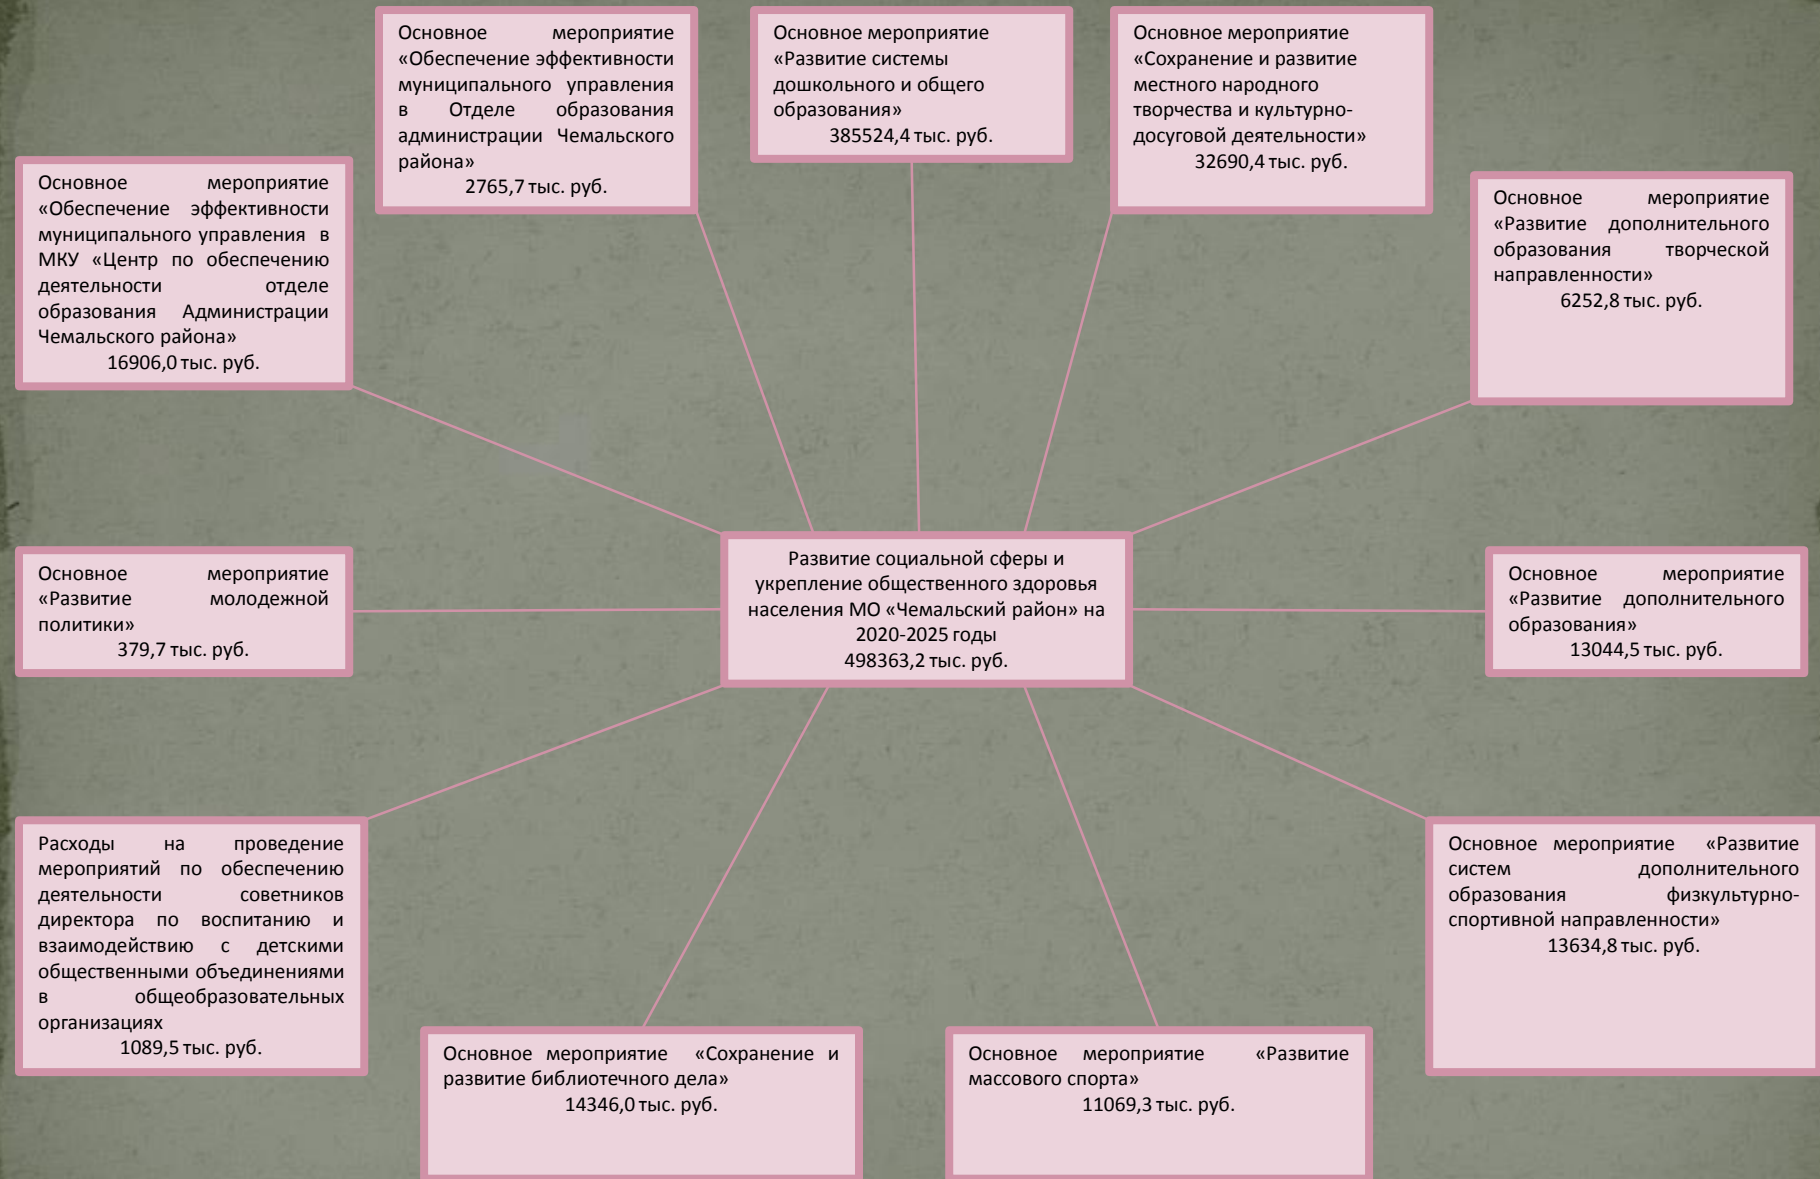 Основное мероприятие
«Обеспечение эффективности
муниципального управления
в Отделе образования
администрации Чемальского
района»
2765,7 тыс. руб.
Основное мероприятие
«Развитие системы
дошкольного и общего
образования»
385524,4 тыс. руб.
Основное мероприятие
«Сохранение и развитие
местного народного
творчества и культурно-
досуговой деятельности»
32690,4 тыс. руб.
Основное мероприятие
«Обеспечение эффективности
муниципального управления в
МКУ «Центр по обеспечению
деятельности отделе
образования Администрации
Чемальского района»
16906,0 тыс. руб.
Основное мероприятие
«Развитие дополнительного
образования творческой
направленности»
6252,8 тыс. руб.
Основное мероприятие
«Развитие молодежной
политики»
379,7 тыс. руб.
Развитие социальной сферы и
укрепление общественного здоровья
населения МО «Чемальский район» на
2020-2025 годы
498363,2 тыс. руб.
Основное мероприятие
«Развитие дополнительного
образования»
13044,5 тыс. руб.
Расходы на проведение
мероприятий по обеспечению
деятельности советников
директора по воспитанию и
взаимодействию с детскими
общественными объединениями
в общеобразовательных
организациях
1089,5 тыс. руб.
Основное мероприятие «Сохранение и
развитие библиотечного дела»
14346,0 тыс. руб.
Основное мероприятие «Развитие
массового спорта»
11069,3 тыс. руб.
Основное мероприятие «Развитие
систем дополнительного
образования физкультурно-
спортивной направленности»
13634,8 тыс. руб.